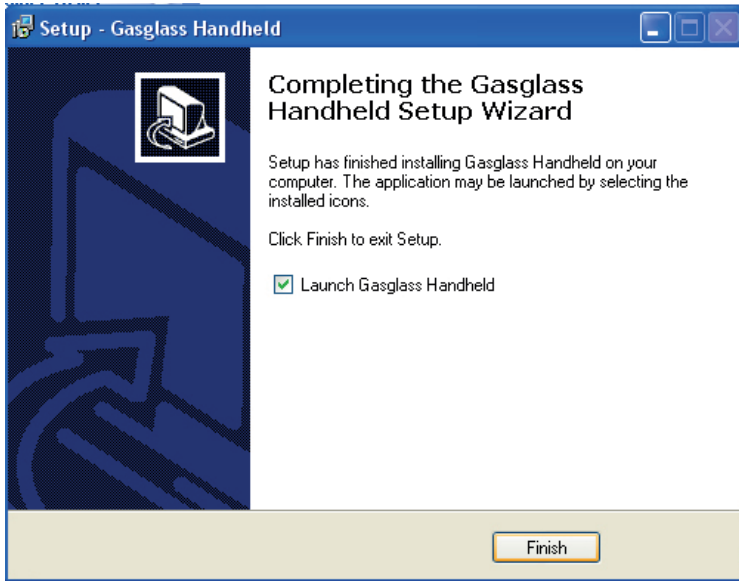 Setup - Gasglass Handheld
Completing the Gasglass
Handheld Setup Wizard
Setup has finished installing Gasglass Handheld on your
computer. The application may be launched by selecting the
installed icons.
Click Finish to exit Setup.
Launch Gasglass Handheld
Finish